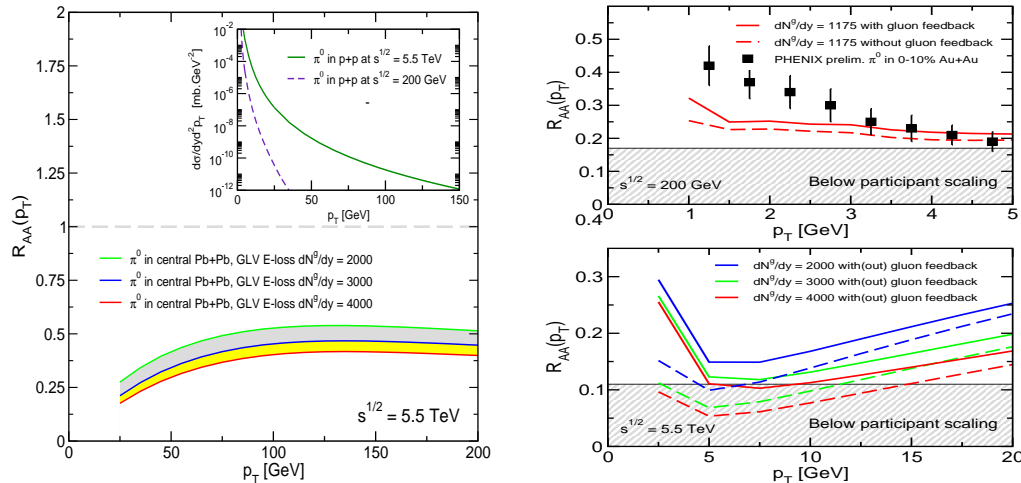 2
1.75
1.5
1.25
1
0.75
0.5
0.25
0
R_AA(p_T)
0 50 100 150 200
p_T [GeV]
π⁰ in central Pb+Pb, GLV E-loss dN^g/dy = 2000
π⁰ in central Pb+Pb, GLV E-loss dN^g/dy = 3000
π⁰ in central Pb+Pb, GLV E-loss dN^g/dy = 4000
s^1/2 = 5.5 TeV
10^2
10^0
10^-2
10^-4
10^-6
10^-8
10^-10
10^-12
dσ/dyd²p_T [mb.GeV^-2]
π⁰ in p+p at s^1/2 = 5.5 TeV
π⁰ in p+p at s^1/2 = 200 GeV
-
0 50 100 150
p_T [GeV]
0.5
0.4
0.3
0.2
0.1
0
R_AA(p_T)
dN^g/dy = 1175 with gluon feedback
dN^g/dy = 1175 without gluon feedback
PHENIX prelim. π⁰ in 0-10% Au+Au
s^1/2 = 200 GeV
Below participant scaling
0 1 2 3 4 5
p_T [GeV]
0.4
0.3
0.2
0.1
0
R_AA(p_T)
dN^g/dy = 2000 with(out) gluon feedback
dN^g/dy = 3000 with(out) gluon feedback
dN^g/dy = 4000 with(out) gluon feedback
s^1/2 = 5.5 TeV
Below participant scaling
0 5 10 15 20
p_T [GeV]